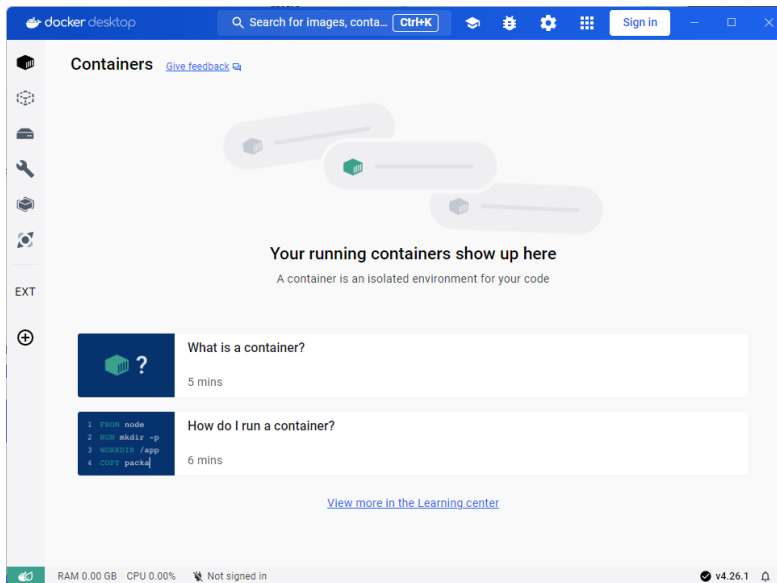 docker desktop
Search for images, conta... Ctrl+K
Sign in
Containers Give feedback
Your running containers show up here
A container is an isolated environment for your code
EXT
?
What is a container?
5 mins
1 FROM node
2 RUN mkdir -p
3 WORKDIR /app
4 COPY packa
How do I run a container?
6 mins
View more in the Learning center
RAM 0.00 GB CPU 0.00% Not signed in
v4.26.1